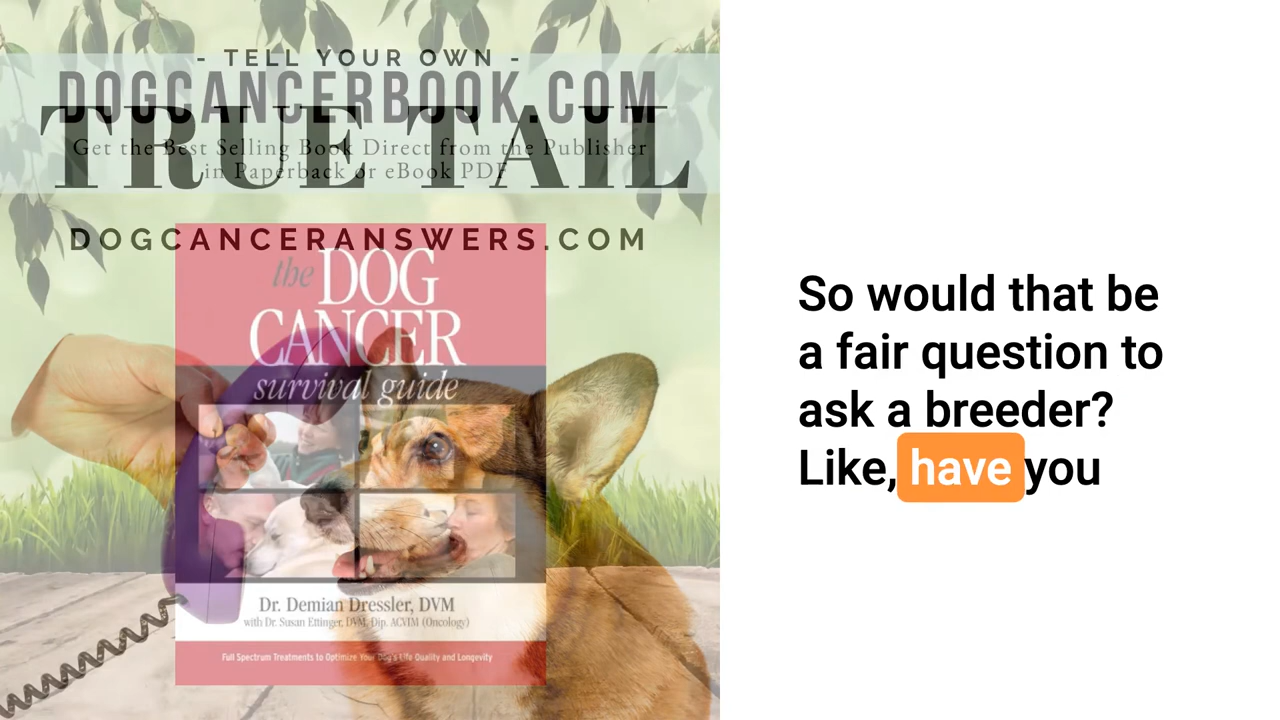 - TELL YOUR OWN -
DOGCANCERBOOK.COM
TRUE TAIL
Get the Best Selling Book Direct from the Publisher
in Paperback or eBook PDF
DOGCANCERANSWERS.COM
the DOG
CANCER
survival guide
Dr. Demian Dressler, DVM
with Dr. Susan Ettinger, DVM, Dip. ACVIM (Oncology)
Full Spectrum Treatments to Optimize Your Dog's Life Quality and Longevity
So would that be
a fair question to
ask a breeder?
Like, have you